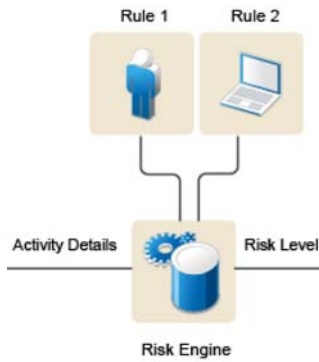 Rule 1
Rule 2
Activity Details
Risk Level
Risk Engine